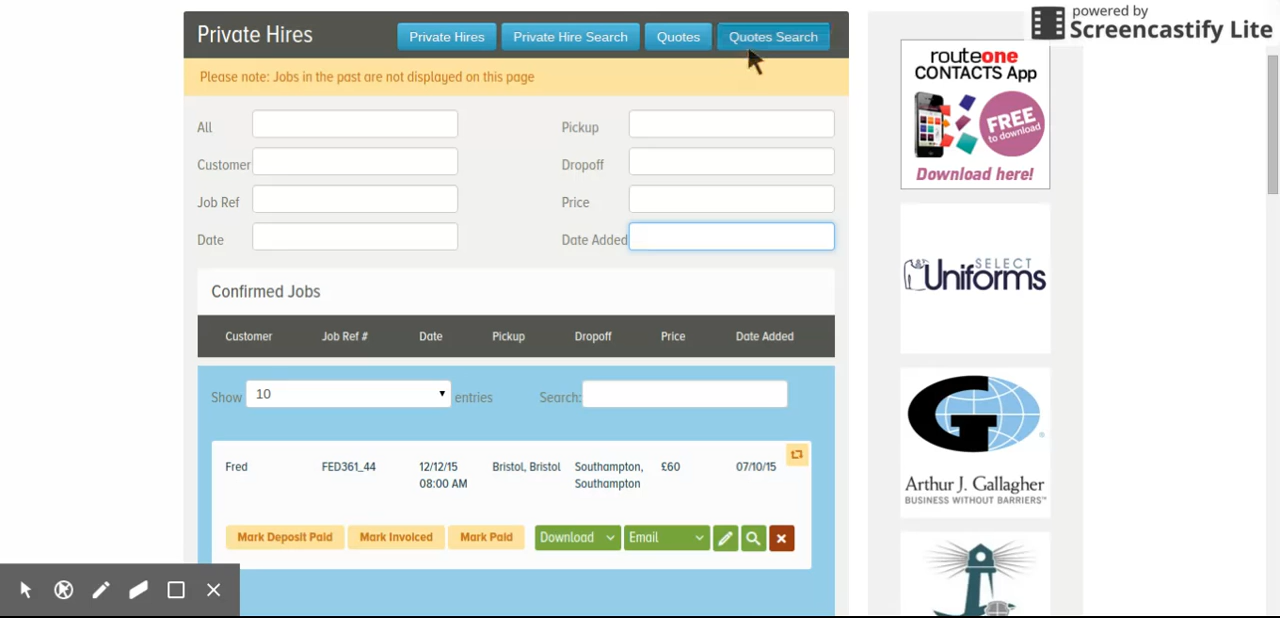 powered by
Screencastify Lite
Private Hires
Private Hires
Private Hire Search
Quotes
Quotes Search
Please note: Jobs in the past are not displayed on this page
All
Pickup
Customer
Dropoff
Job Ref
Price
Date
Date Added
Confirmed Jobs
Customer
Job Ref #
Date
Pickup
Dropoff
Price
Date Added
Show
10
entries
Search:
Fred
FED361_44
12/12/15
08:00 AM
Bristol, Bristol
Southampton,
Southampton
£60
07/10/15
Mark Deposit Paid
Mark Invoiced
Mark Paid
Download
Email
routeone
CONTACTS App
FREE
to download
Download here!
SELECT
Uniforms
G
Arthur J. Gallagher
BUSINESS WITHOUT BARRIERS™